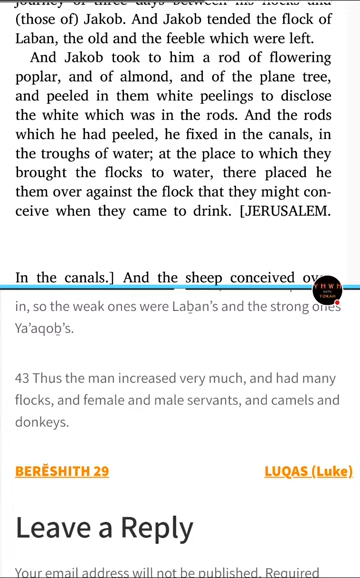 (those of) Jakob. And Jakob tended the flock of
Laban, the old and the feeble which were left.
And Jakob took to him a rod of flowering
poplar, and of almond, and of the plane tree,
and peeled in them white peelings to disclose
the white which was in the rods. And the rods
which he had peeled, he fixed in the canals, in
the troughs of water; at the place to which they
brought the flocks to water, there placed he
them over against the flock that they might con-
ceive when they came to drink. [JERUSALEM.
In the canals.] And the sheep conceived
YHWH
in, so the weak ones were Laḇan’s and the strong ones
Ya’aqoḇ’s.
43 Thus the man increased very much, and had many
flocks, and female and male servants, and camels and
donkeys.
BERĔSHITH 29
LUQAS (Luke)
Leave a Reply
Your email address will not be published. Required